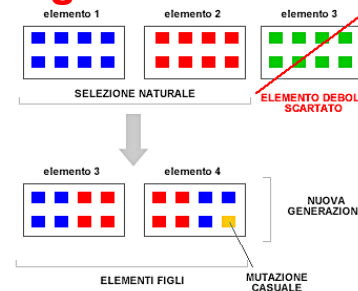 elemento 1
elemento 2
elemento 3
SELEZIONE NATURALE
ELEMENTO DEBOL
SCARTATO
elemento 3
elemento 4
NUOVA
GENERAZION
ELEMENTI FIGLI
MUTAZIONE
CASUALE